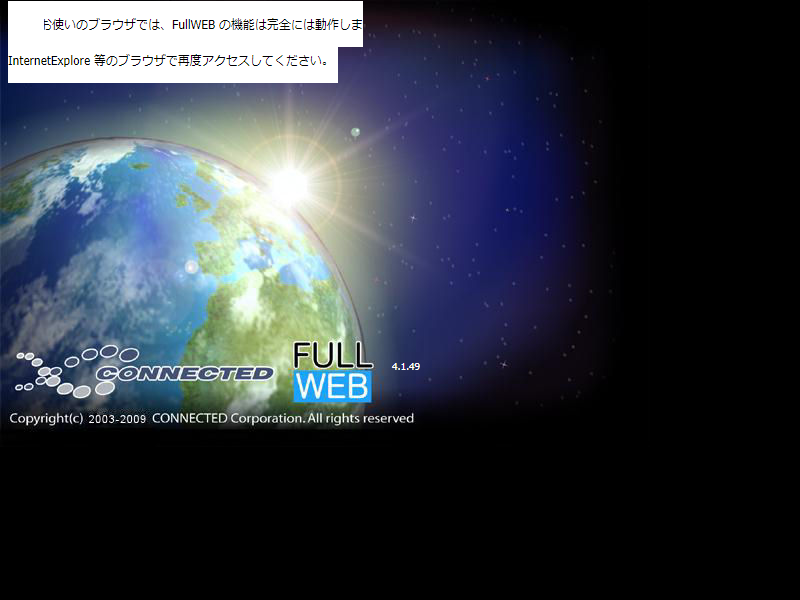 お使いのブラウザでは、FullWEB の機能は完全には動作しま
InternetExplore 等のブラウザで再度アクセスしてください。
CONNECTED
FULL
WEB
4.1.49
Copyright(c) 2003-2009 CONNECTED Corporation. All rights reserved